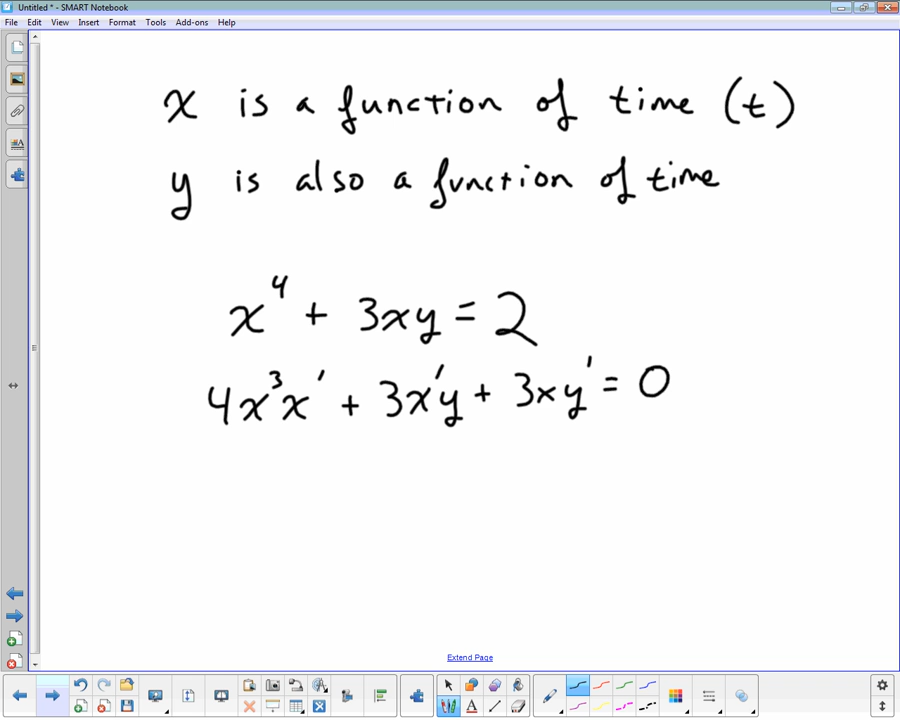 Untitled * - SMART Notebook
File Edit View Insert Format Tools Add-ons Help
x is a function of time (t)
y is also a function of time
x⁴ + 3xy = 2
4x³x' + 3x'y + 3xy' = 0
Extend Page